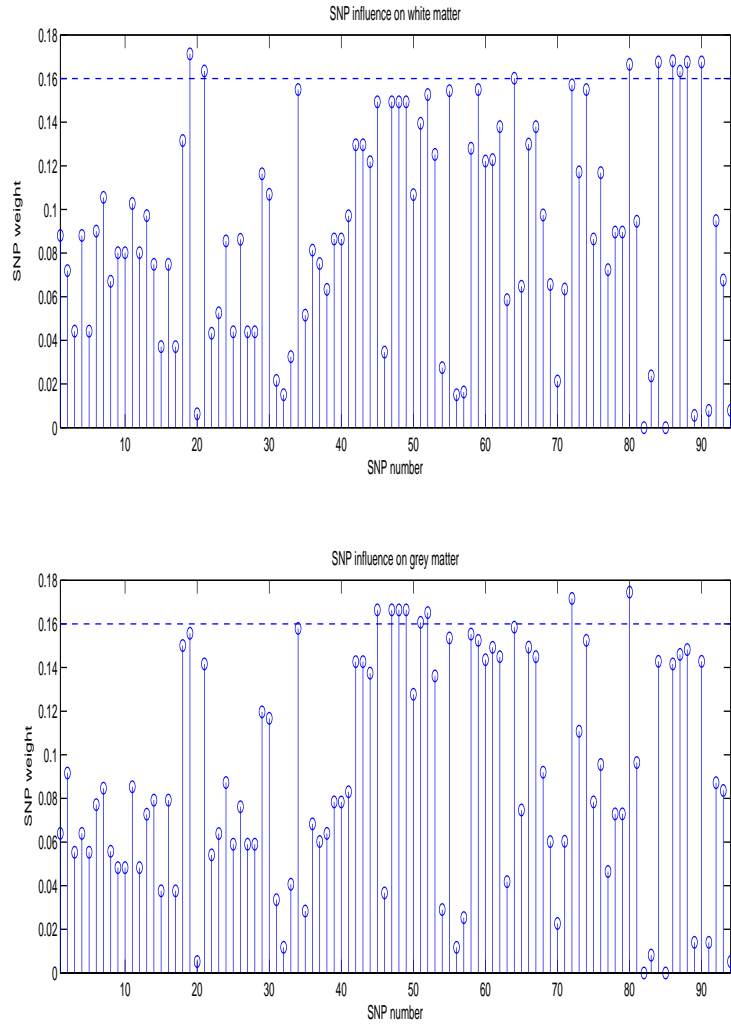 SNP influence on white matter
0.18
0.16
0.14
0.12
0.1
0.08
0.06
0.04
0.02
0
SNP weight
10 20 30 40 50 60 70 80 90
SNP number
SNP influence on grey matter
0.18
0.16
0.14
0.12
0.1
0.08
0.06
0.04
0.02
0
SNP weight
10 20 30 40 50 60 70 80 90
SNP number